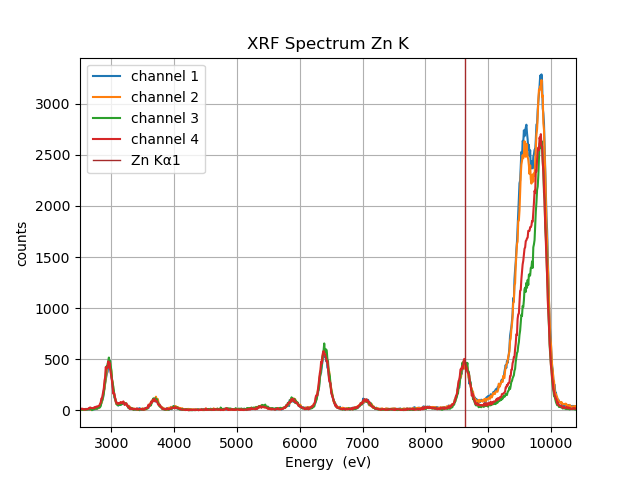 XRF Spectrum Zn K
channel 1
channel 2
channel 3
channel 4
Zn Kα1
counts
3000
2500
2000
1500
1000
500
0
3000 4000 5000 6000 7000 8000 9000 10000
Energy (eV)